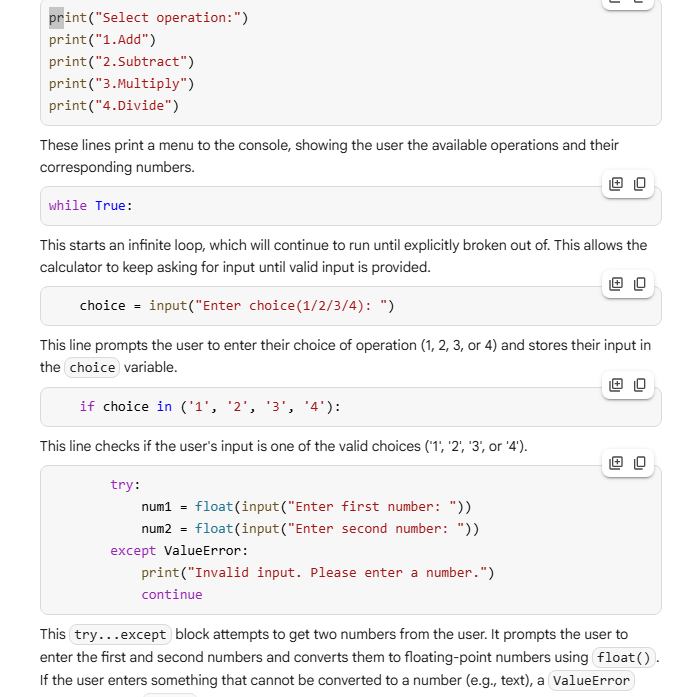 print("Select operation:")
print("1.Add")
print("2.Subtract")
print("3.Multiply")
print("4.Divide")
These lines print a menu to the console, showing the user the available operations and their
corresponding numbers.
while True:
This starts an infinite loop, which will continue to run until explicitly broken out of. This allows the
calculator to keep asking for input until valid input is provided.
    choice = input("Enter choice(1/2/3/4): ")
This line prompts the user to enter their choice of operation (1, 2, 3, or 4) and stores their input in
the choice variable.
    if choice in ('1', '2', '3', '4'):
This line checks if the user's input is one of the valid choices ('1', '2', '3', or '4').
        try:
            num1 = float(input("Enter first number: "))
            num2 = float(input("Enter second number: "))
        except ValueError:
            print("Invalid input. Please enter a number.")
            continue
This try...except block attempts to get two numbers from the user. It prompts the user to
enter the first and second numbers and converts them to floating-point numbers using float().
If the user enters something that cannot be converted to a number (e.g., text), a ValueError